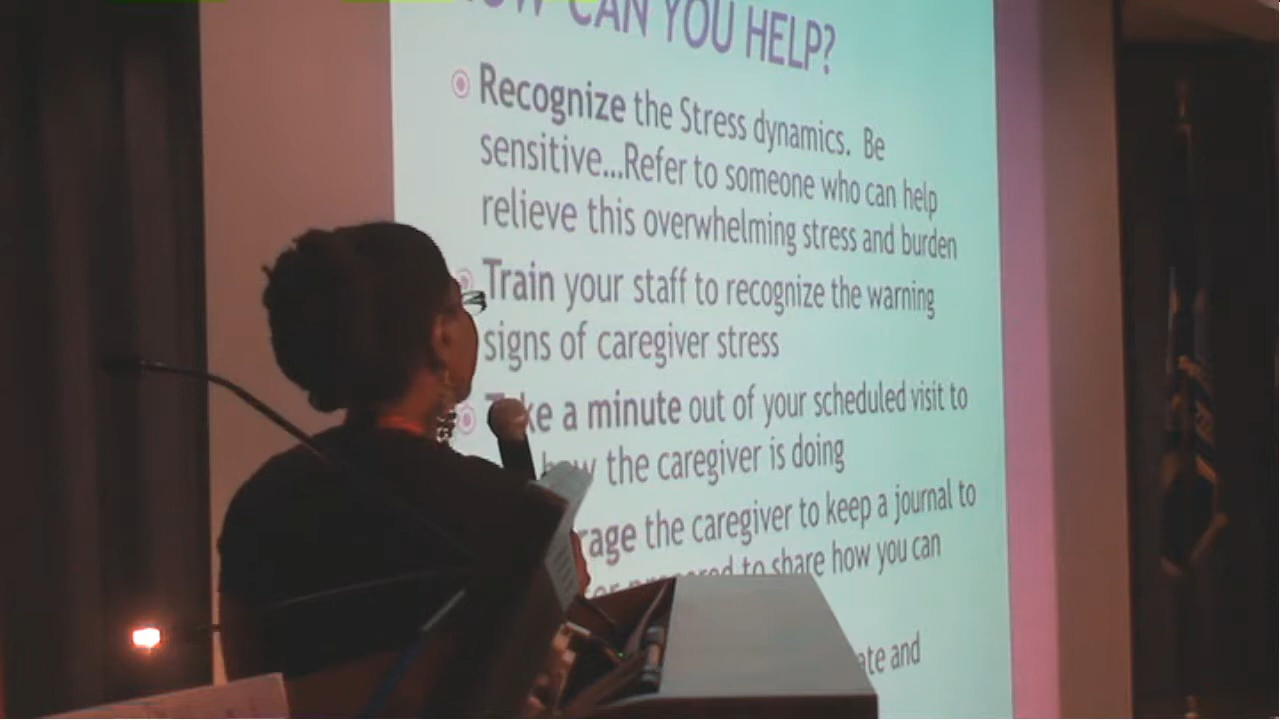 CAN YOU HELP?
Recognize the Stress dynamics. Be
sensitive...Refer to someone who can help
relieve this overwhelming stress and burden
Train your staff to recognize the warning
signs of caregiver stress
a minute out of your scheduled visit to
the caregiver is doing
the caregiver to keep a journal to
to share how you can
and